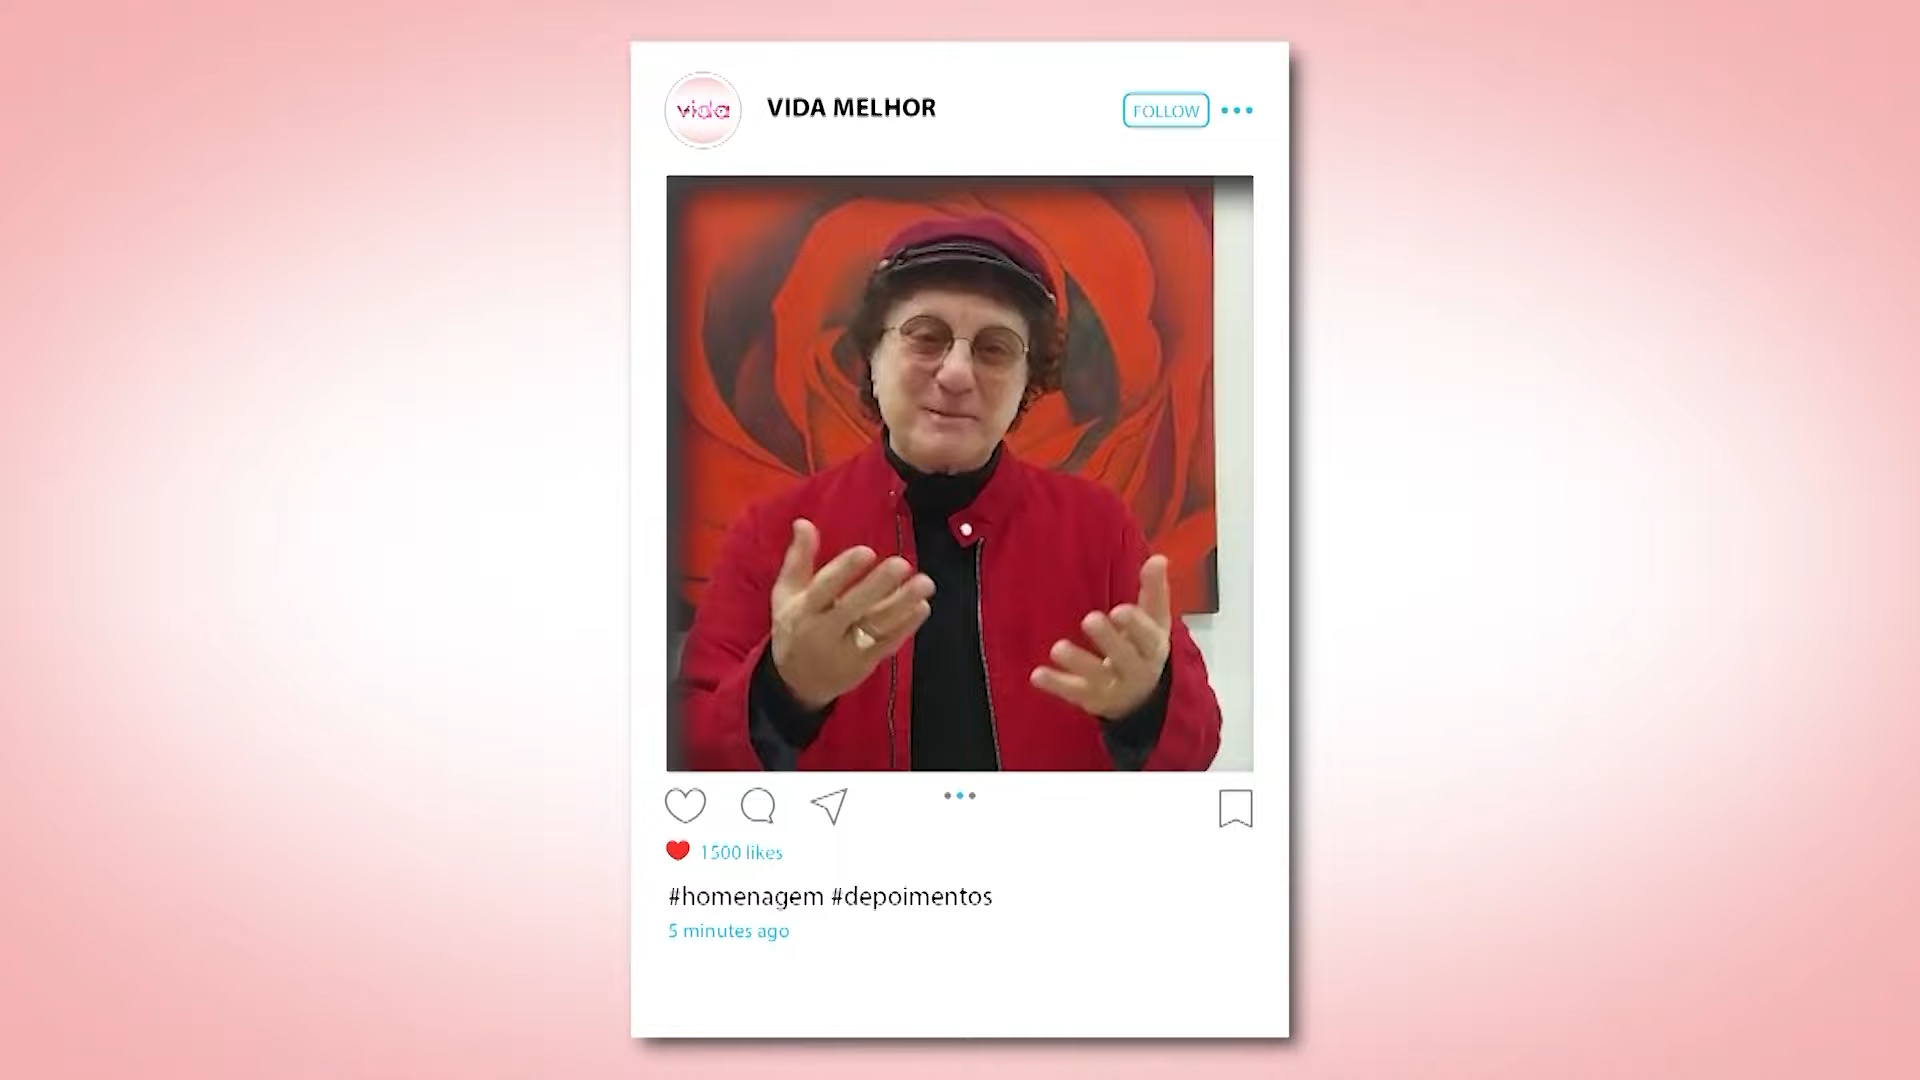 vida
VIDA MELHOR
FOLLOW
1500 likes
#homenagem #depoimentos
5 minutes ago